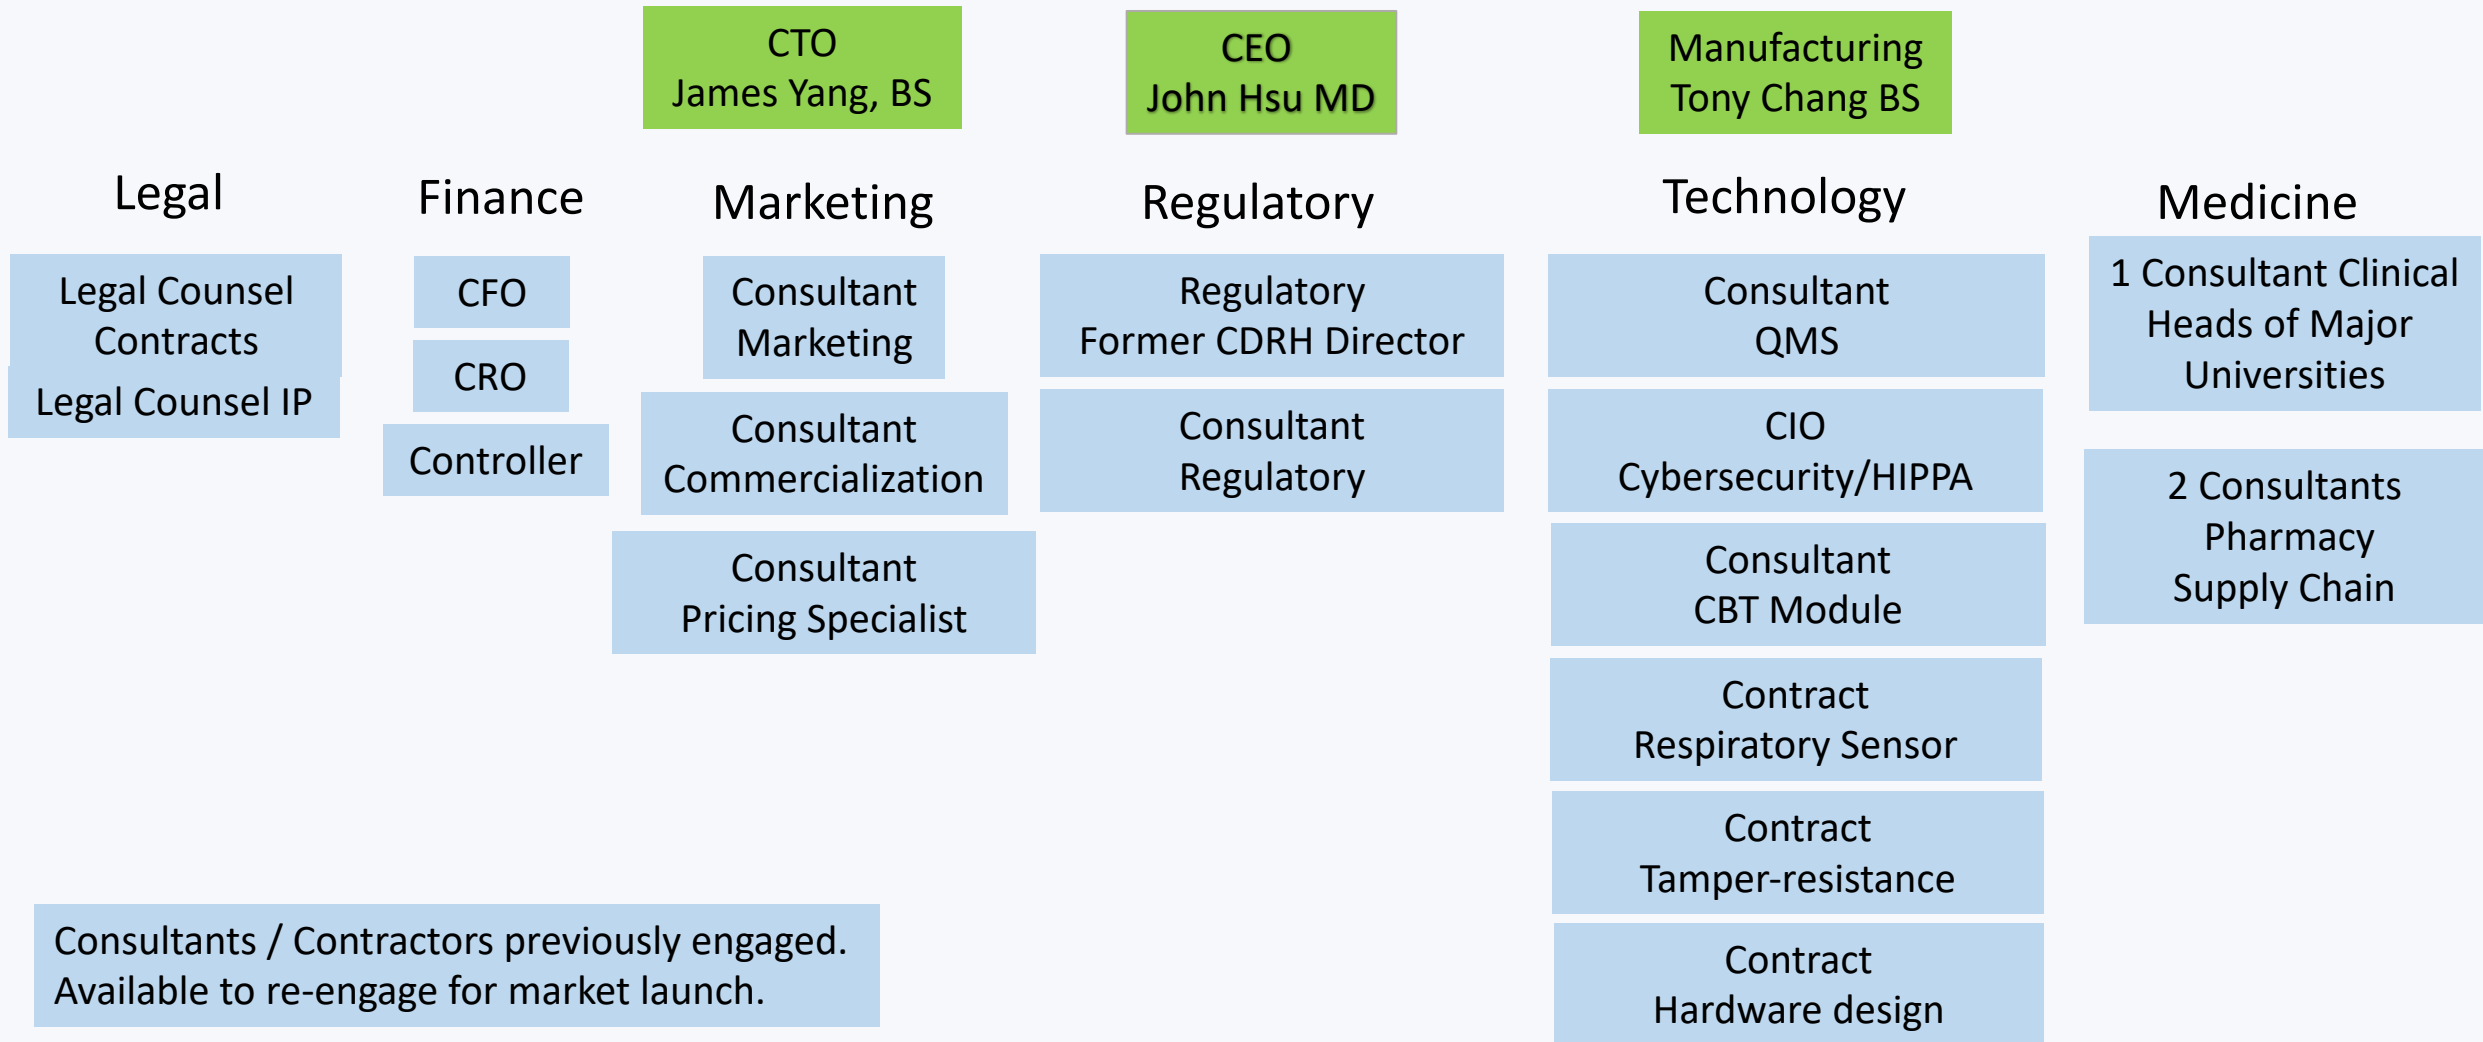 CTO
James Yang, BS
CEO
John Hsu MD
Manufacturing
Tony Chang BS
Legal
Legal Counsel
Contracts
Legal Counsel IP
Finance
CFO
CRO
Controller
Marketing
Consultant
Marketing
Consultant
Commercialization
Consultant
Pricing Specialist
Regulatory
Regulatory
Former CDRH Director
Consultant
Regulatory
Technology
Consultant
QMS
CIO
Cybersecurity/HIPPA
Consultant
CBT Module
Contract
Respiratory Sensor
Contract
Tamper-resistance
Contract
Hardware design
Medicine
1 Consultant Clinical
Heads of Major
Universities
2 Consultants
Pharmacy
Supply Chain
Consultants / Contractors previously engaged.
Available to re-engage for market launch.